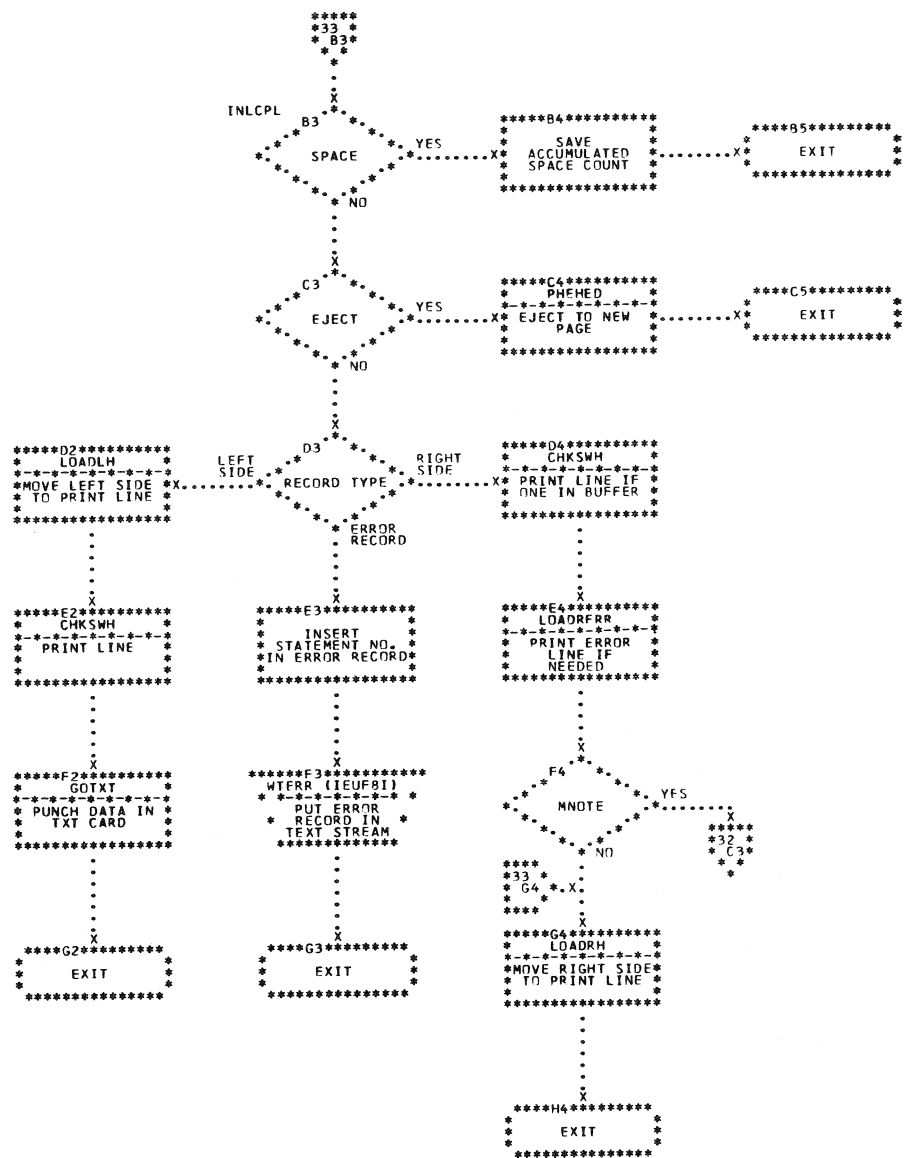 33
B3
INLCPL
B3
SPACE
YES
NO
B4
SAVE
ACCUMULATED
SPACE COUNT
B5
EXIT
C3
EJECT
YES
NO
C4
PHEHED
EJECT TO NEW
PAGE
C5
EXIT
D2
LOADLH
MOVE LEFT SIDE
TO PRINT LINE
LEFT
SIDE
D3
RECORD TYPE
RIGHT
SIDE
ERROR
RECORD
D4
CHKSWH
PRINT LINE IF
ONE IN BUFFER
E2
CHKSWH
PRINT LINE
E3
INSERT
STATEMENT NO.
IN ERROR RECORD
E4
LOADRERR
PRINT ERROR
LINE IF
NEEDED
F2
GOTXT
PUNCH DATA IN
TXT CARD
F3
WTERR (IEUF8I)
PUT ERROR
RECORD IN
TEXT STREAM
F4
MNOTE
YES
NO
32
C3
33
G4
G2
EXIT
G3
EXIT
G4
LOADRH
MOVE RIGHT SIDE
TO PRINT LINE
H4
EXIT